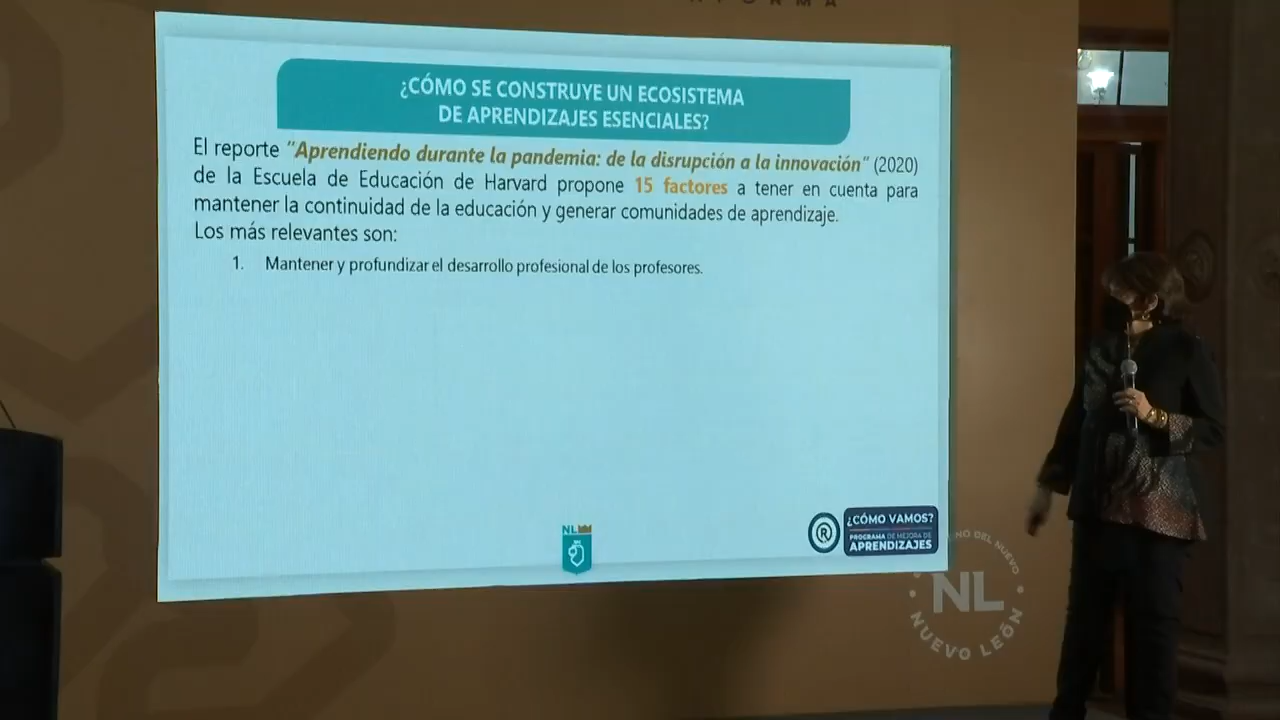 ¿CÓMO SE CONSTRUYE UN ECOSISTEMA
DE APRENDIZAJES ESENCIALES?
El reporte "Aprendiendo durante la pandemia: de la disrupción a la innovación" (2020)
de la Escuela de Educación de Harvard propone 15 factores a tener en cuenta para
mantener la continuidad de la educación y generar comunidades de aprendizaje.
Los más relevantes son:
1. Mantener y profundizar el desarrollo profesional de los profesores.
NL
®
¿CÓMO VAMOS?
PROGRAMA DE MEJORA DE
APRENDIZAJES
NO DEL NUEVO
NL
NUEVO LEÓN